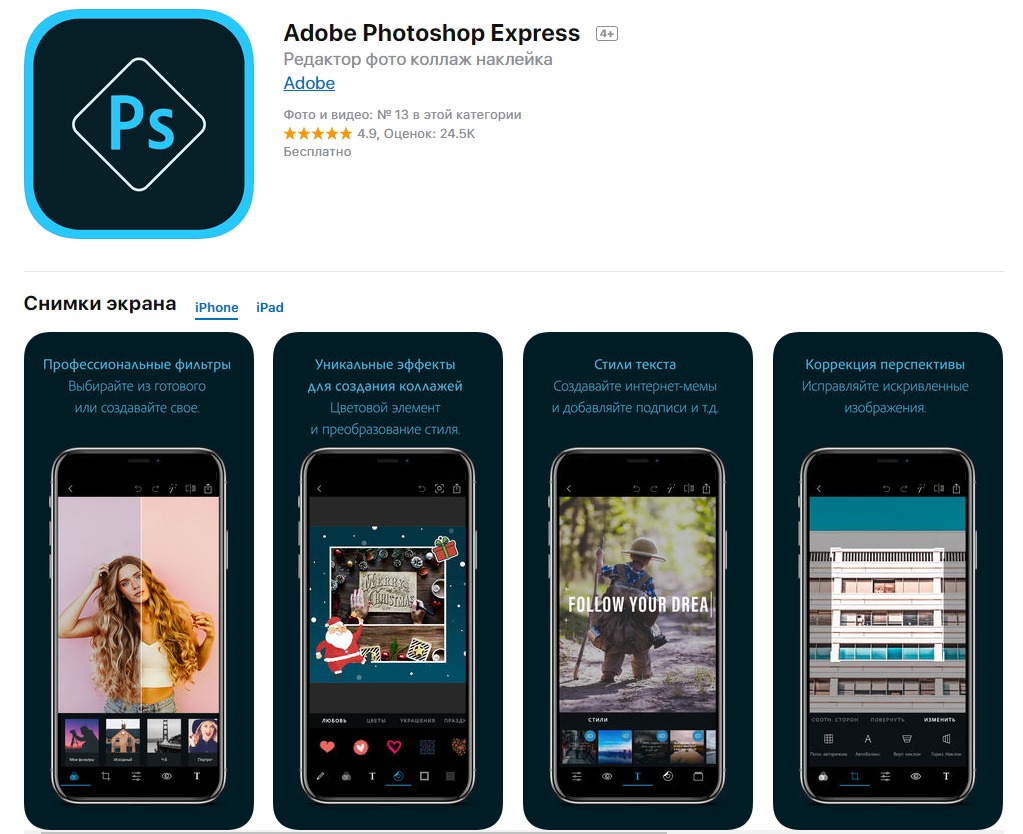 Ps
Adobe Photoshop Express 4+
Редактор фото коллаж наклейка
Adobe
Фото и видео: № 13 в этой категории
4.9, Оценок: 24.5K
Бесплатно
Снимки экрана iPhone iPad
Профессиональные фильтры
Выбирайте из готового
или создавайте свое.
Мои фильтры Исходный Ч-Б Портрет
T
Уникальные эффекты
для создания коллажей
Цветовой элемент
и преобразование стиля.
MERRY
CHRISTMAS
ЛЮБОВЬ ЦВЕТЫ УКРАШЕНИЯ ПРАЗД
T
Стили текста
Создавайте интернет-мемы
и добавляйте подписи и т.д.
FOLLOW YOUR DREA
СТИЛИ
T
Коррекция перспективы
Исправляйте искривленные
изображения.
СООТН. СТОРОН ПОВЕРНУТЬ ИЗМЕНИТЬ
A
Автобаланс Верт. наклон Гориз. Наклон
T